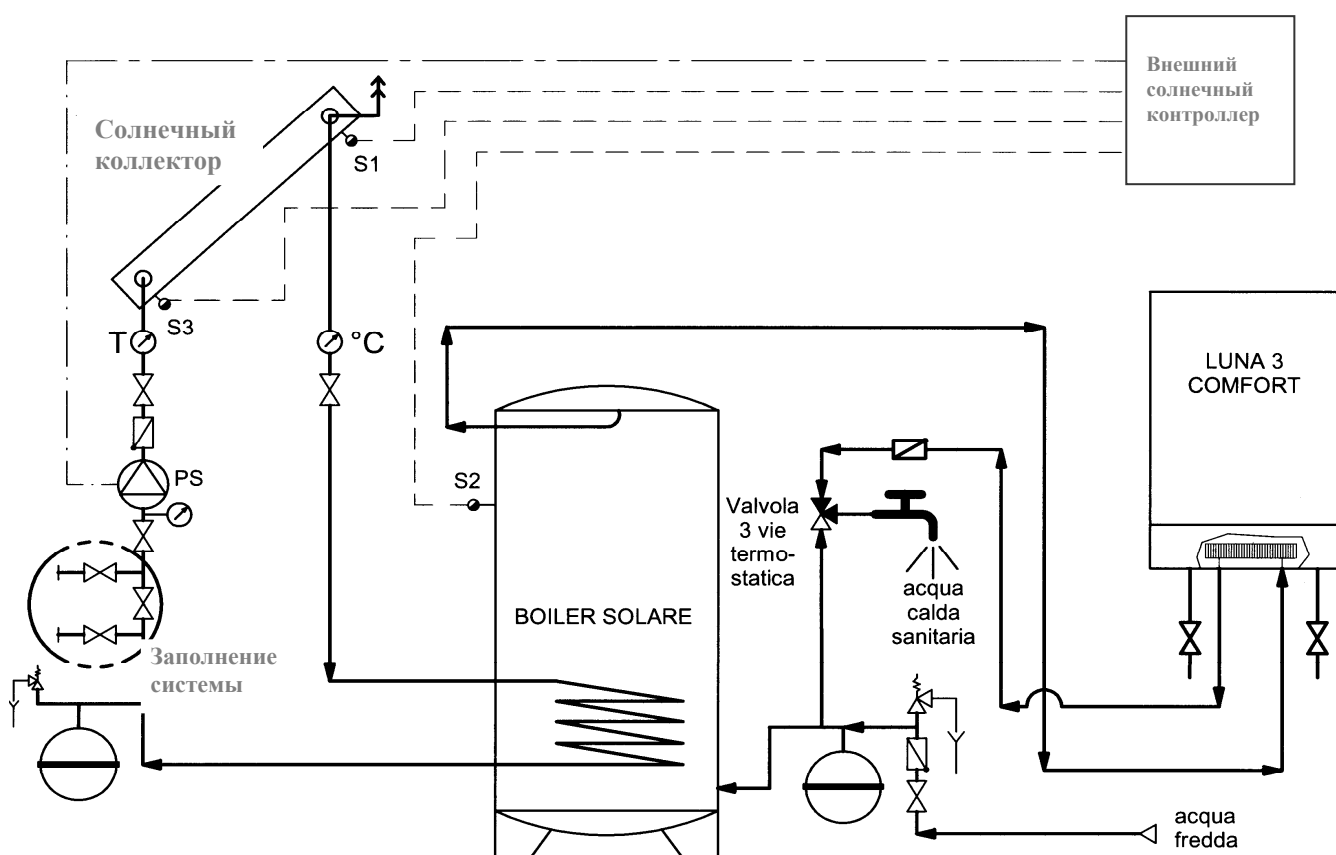 Внешний
солнечный
контроллер
Солнечный
коллектор
S1
S3
T
°C
LUNA 3
COMFORT
PS
S2
Valvola
3 vie
termo-
statica
acqua
calda
sanitaria
BOILER SOLARE
Заполнение
системы
acqua
fredda